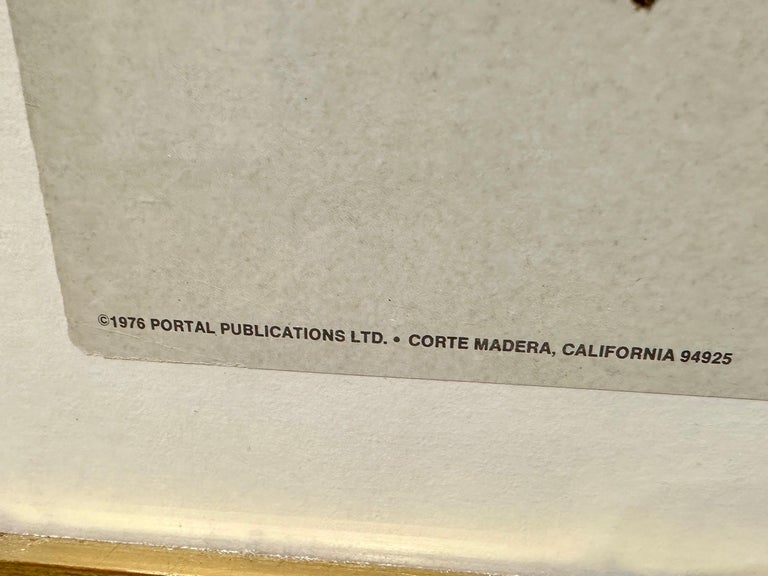 ©1976 PORTAL PUBLICATIONS LTD. • CORTE MADERA, CALIFORNIA 94925